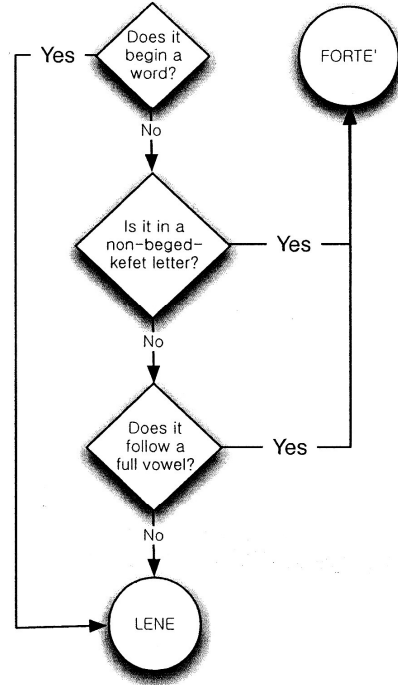 Does it
begin a
word?
Yes
FORTE'
No
Is it in a
non-beged-
kefet letter?
Yes
No
Does it
follow a
full vowel?
Yes
No
LENE